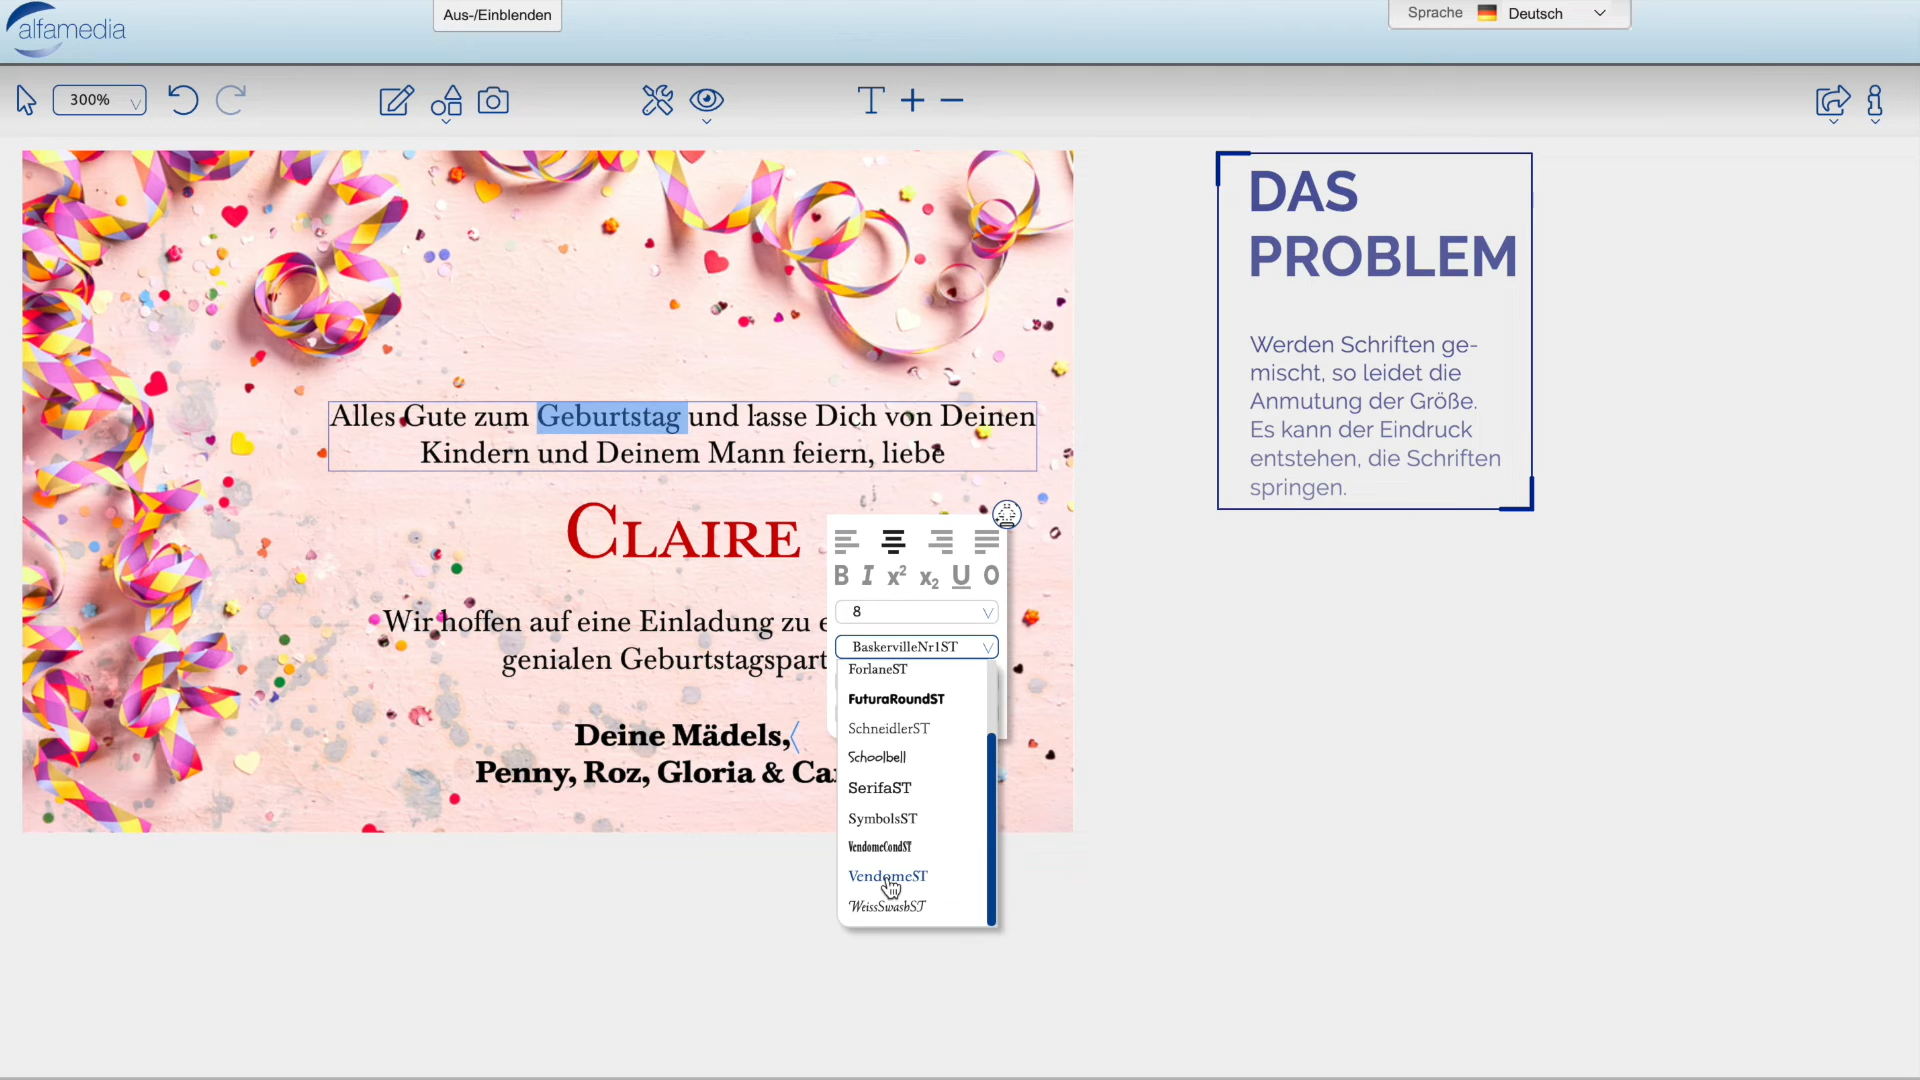 alfamedia
Aus-/Einblenden
Sprache Deutsch
300%
DAS
PROBLEM
Werden Schriften ge-
mischt, so leidet die
Anmutung der Größe.
Es kann der Eindruck
entstehen, die Schriften
springen.
Alles Gute zum Geburtstag und lasse Dich von Deinen
Kindern und Deinem Mann feiern, liebe
CLAIRE
Wir hoffen auf eine Einladung zu e
genialen Geburtstagspart
Deine Mädels,
Penny, Roz, Gloria & Ca
B I x² x₂ U O
8
BaskervilleNr1ST
ForlaneST
FuturaRoundST
SchneidlerST
Schoolbell
SerifaST
SymbolsST
VendomeCondST
VendomeST
WeissSwashST